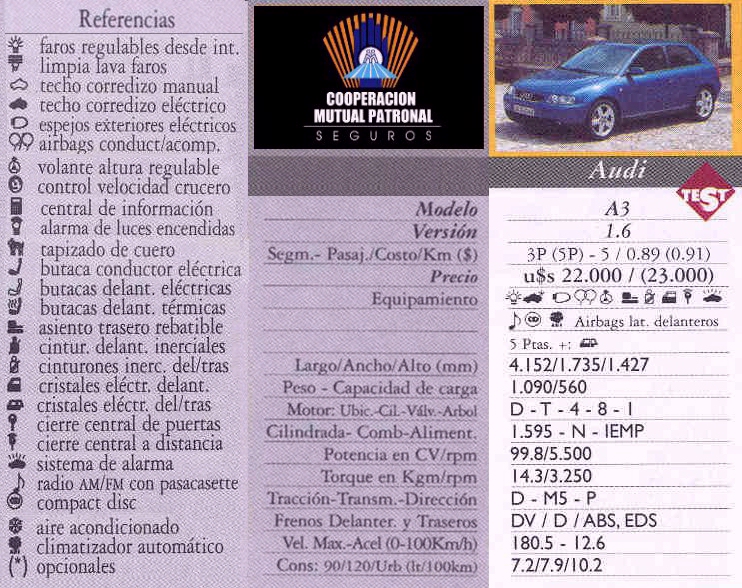 Referencias
faros regulables desde int.
limpia lava faros
techo corredizo manual
techo corredizo eléctrico
espejos exteriores eléctricos
airbags conduct/acomp.
volante altura regulable
control velocidad crucero
central de información
alarma de luces encendidas
tapizado de cuero
butaca conductor eléctrica
butacas delant. eléctricas
butacas delant. térmicas
asiento trasero rebatible
cintur. delant. inerciales
cinturones inerc. del/tras
cristales eléctr. delant.
cristales eléctr. del/tras
cierre central de puertas
cierre central a distancia
sistema de alarma
radio AM/FM con pasacasette
compact disc
aire acondicionado
climatizador automático
(*) opcionales
COOPERACION
MUTUAL PATRONAL
SEGUROS
Modelo
Versión
Segm.- Pasaj./Costo/Km ($)
Precio
Equipamiento
Largo/Ancho/Alto (mm)
Peso - Capacidad de carga
Motor: Ubic.-Cil.-Válv.-Arbol
Cilindrada- Comb-Aliment.
Potencia en CV/rpm
Torque en Kgm/rpm
Tracción-Transm.-Dirección
Frenos Delanter. y Traseros
Vel. Max.-Acel (0-100Km/h)
Cons: 90/120/Urb (lt/100km)
Audi
TEST
A3
1.6
3P (5P) - 5 / 0.89 (0.91)
u$s 22.000 / (23.000)
Airbags lat. delanteros
5 Ptas. +:
4.152/1.735/1.427
1.090/560
D - T - 4 - 8 - 1
1.595 - N - IEMP
99.8/5.500
14.3/3.250
D - M5 - P
DV / D / ABS, EDS
180.5 - 12.6
7.2/7.9/10.2